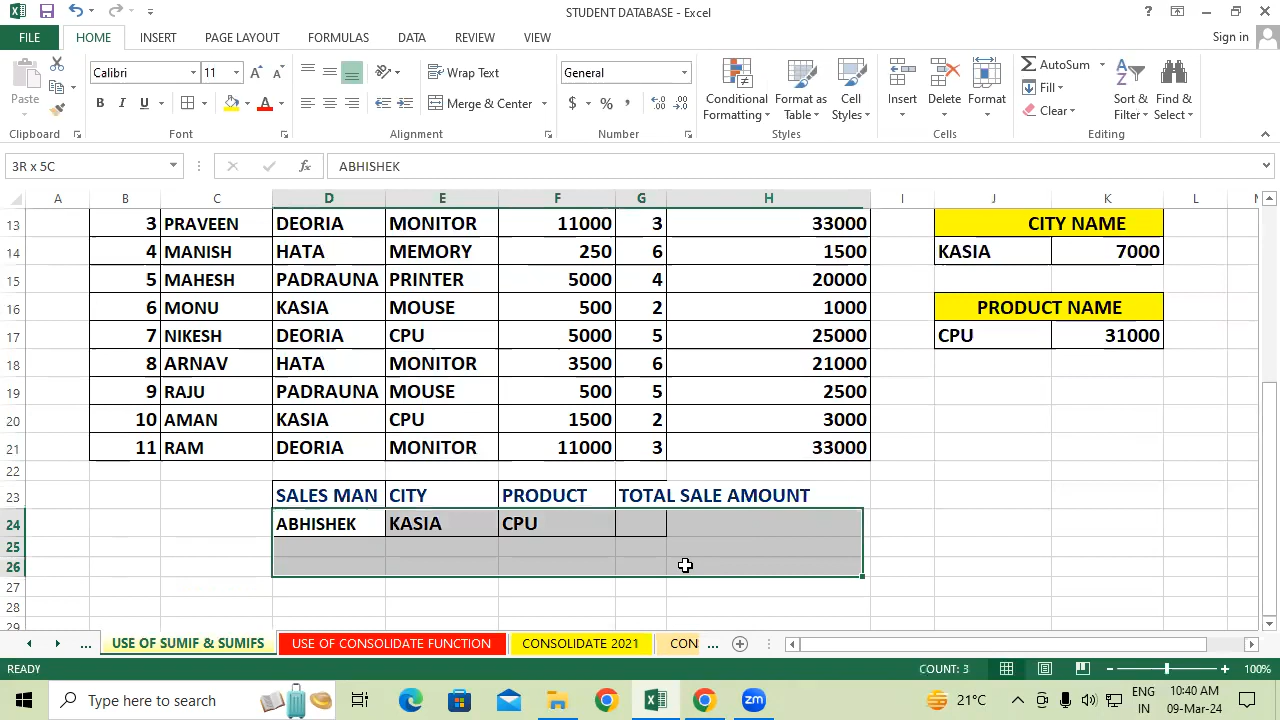 STUDENT DATABASE - Excel
FILE HOME INSERT PAGE LAYOUT FORMULAS DATA REVIEW VIEW Sign in
Paste Calibri 11 Wrap Text General Conditional Formatting Format as Table Cell Styles Insert Delete Format AutoSum Sort & Filter Find & Select
B I U A Merge & Center $ % , Fill
Clear
Clipboard Font Alignment Number Styles Cells Editing
3R x 5C fx ABHISHEK
A B C D E F G H I J K L
13 3 PRAVEEN DEORIA MONITOR 11000 3 33000 CITY NAME
14 4 MANISH HATA MEMORY 250 6 1500 KASIA 7000
15 5 MAHESH PADRAUNA PRINTER 5000 4 20000
16 6 MONU KASIA MOUSE 500 2 1000 PRODUCT NAME
17 7 NIKESH DEORIA CPU 5000 5 25000 CPU 31000
18 8 ARNAV HATA MONITOR 3500 6 21000
19 9 RAJU PADRAUNA MOUSE 500 5 2500
20 10 AMAN KASIA CPU 1500 2 3000
21 11 RAM DEORIA MONITOR 11000 3 33000
22
23 SALES MAN CITY PRODUCT TOTAL SALE AMOUNT
24 ABHISHEK KASIA CPU
25
26
27
28
29
... USE OF SUMIF & SUMIFS USE OF CONSOLIDATE FUNCTION CONSOLIDATE 2021 CON ...
READY COUNT: 3 100%
Type here to search zm 21°C ENG IN 10:40 AM 09-Mar-24